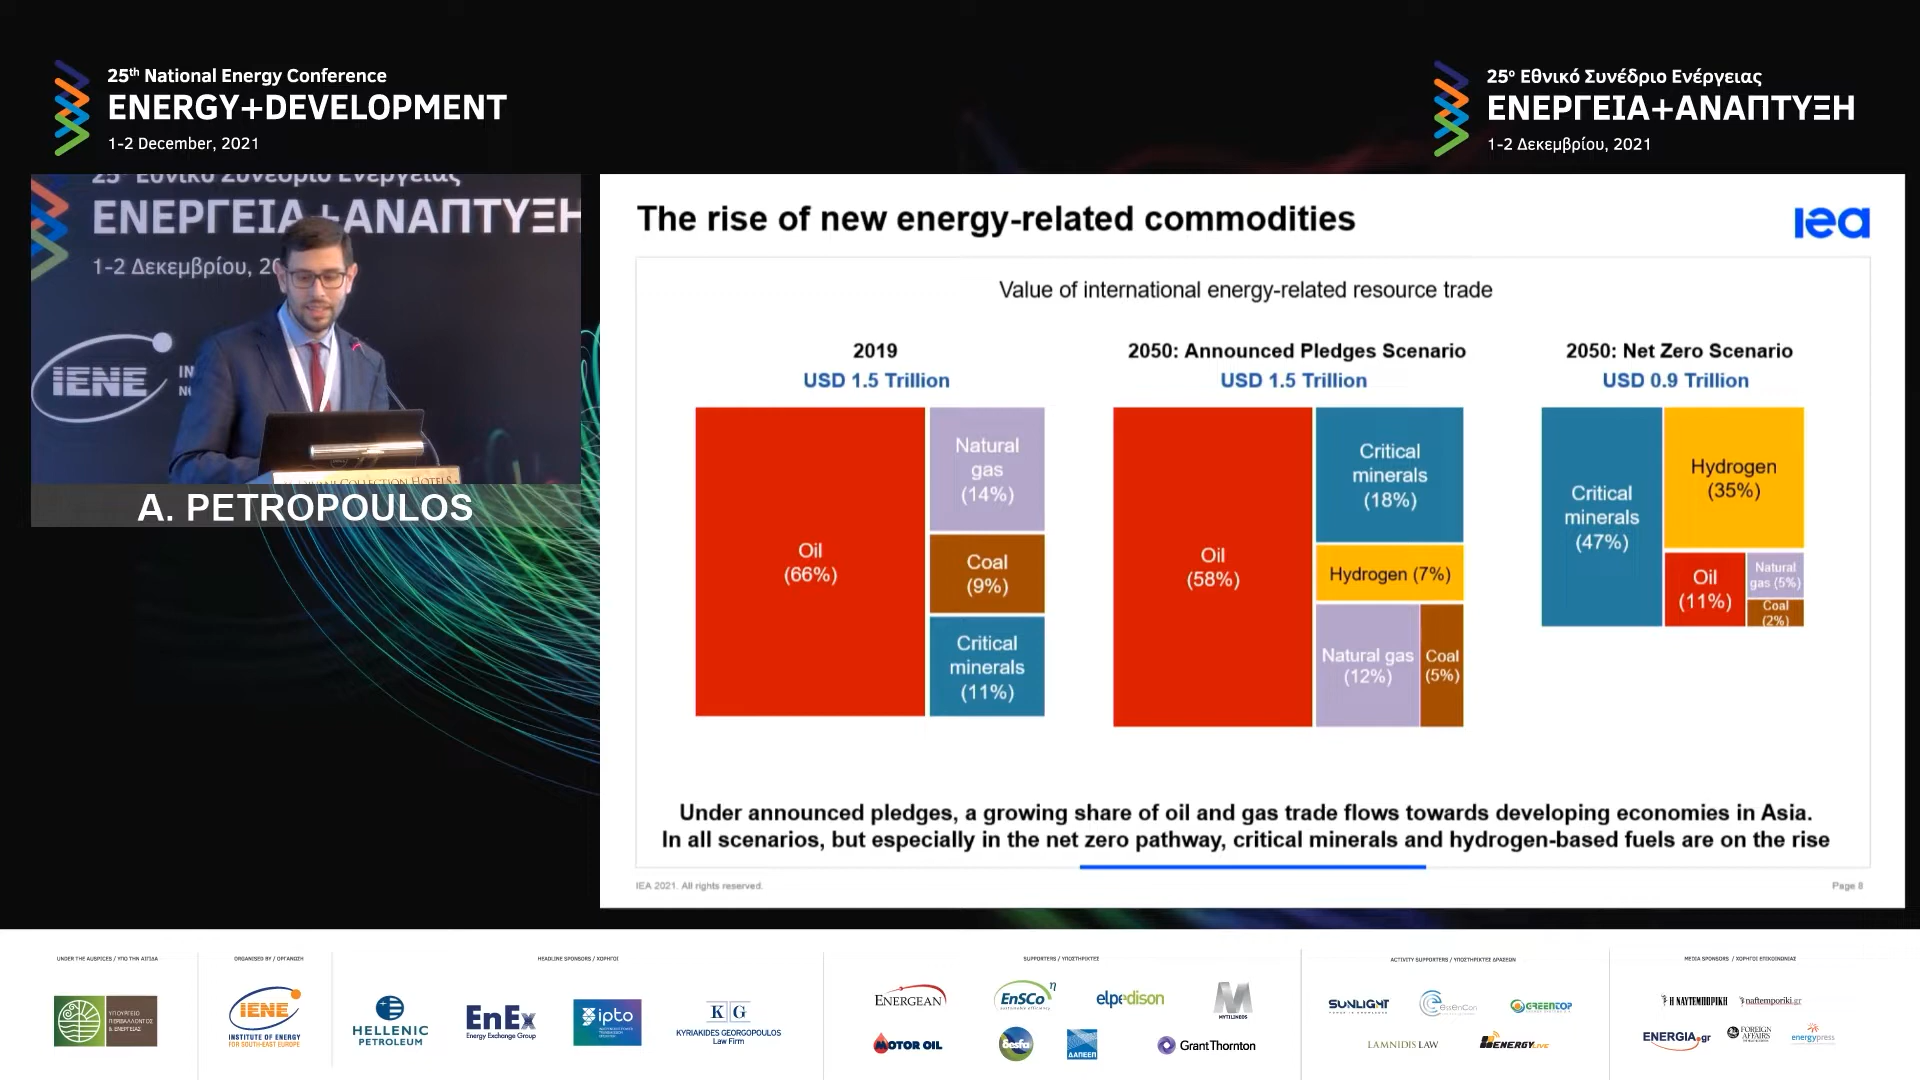 25th National Energy Conference
ENERGY+DEVELOPMENT
1-2 December, 2021
25ο Εθνικό Συνέδριο Ενέργειας
ΕΝΕΡΓΕΙΑ+ΑΝΑΠΤΥΞΗ
1-2 Δεκεμβρίου, 2021
25ο Εθνικό Συνέδριο Ενέργειας
ΕΝΕΡΓΕΙΑ+ΑΝΑΠΤΥΞΗ
1-2 Δεκεμβρίου, 20
IENE
IN
A. PETROPOULOS
The rise of new energy-related commodities
iea
Value of international energy-related resource trade
2019
USD 1.5 Trillion
Oil
(66%)
Natural
gas
(14%)
Coal
(9%)
Critical
minerals
(11%)
2050: Announced Pledges Scenario
USD 1.5 Trillion
Oil
(58%)
Critical
minerals
(18%)
Hydrogen (7%)
Natural gas
(12%)
Coal
(5%)
2050: Net Zero Scenario
USD 0.9 Trillion
Critical
minerals
(47%)
Hydrogen
(35%)
Oil
(11%)
Natural
gas (5%)
Coal
(2%)
Under announced pledges, a growing share of oil and gas trade flows towards developing economies in Asia.
In all scenarios, but especially in the net zero pathway, critical minerals and hydrogen-based fuels are on the rise
IEA 2021. All rights reserved.
Page 8
UNDER THE AUSPICES / ΥΠΟ ΤΗΝ ΑΙΓΙΔΑ
ΥΠΟΥΡΓΕΙΟ
ΠΕΡΙΒΑΛΛΟΝΤΟΣ
& ΕΝΕΡΓΕΙΑΣ
ORGANISED BY / ΟΡΓΑΝΩΣΗ
IENE
INSTITUTE OF ENERGY
FOR SOUTH-EAST EUROPE
HEADLINE SPONSORS / ΧΟΡΗΓΟΙ
HELLENIC
PETROLEUM
EnEx
Energy Exchange Group
ipto
KG
KYRIAKIDES GEORGOPOULOS
Law Firm
SUPPORTERS / ΥΠΟΣΤΗΡΙΚΤΕΣ
ENERGEAN
EnSCo η
elpedison
MYTILINEOS
MOTOR OIL
δεsfa
ΔΑΠΕΕΠ
Grant Thornton
ACTIVITY SUPPORTERS / ΥΠΟΣΤΗΡΙΚΤΕΣ ΔΡΑΣΕΩΝ
SUNLIGHT
GREENTOP
LAMNIDIS LAW
ENERGYLIVE
MEDIA SPONSORS / ΧΟΡΗΓΟΙ ΕΠΙΚΟΙΝΩΝΙΑΣ
Η ΝΑΥΤΕΜΠΟΡΙΚΗ
naftemporiki.gr
ENERGIA.gr
FOREIGN
AFFAIRS
energypress